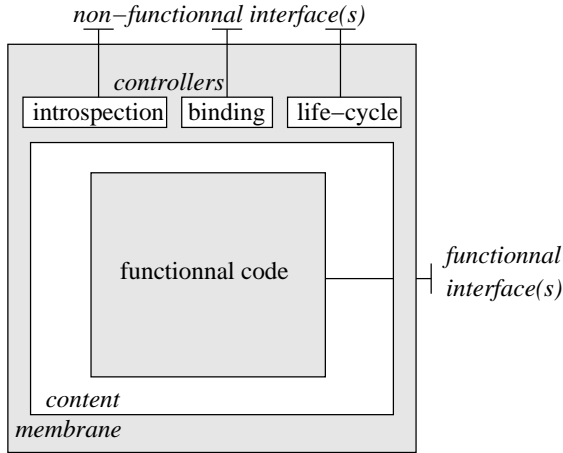 non−functionnal interface(s)
controllers
introspection binding life−cycle
functionnal code
functionnal
interface(s)
content
membrane